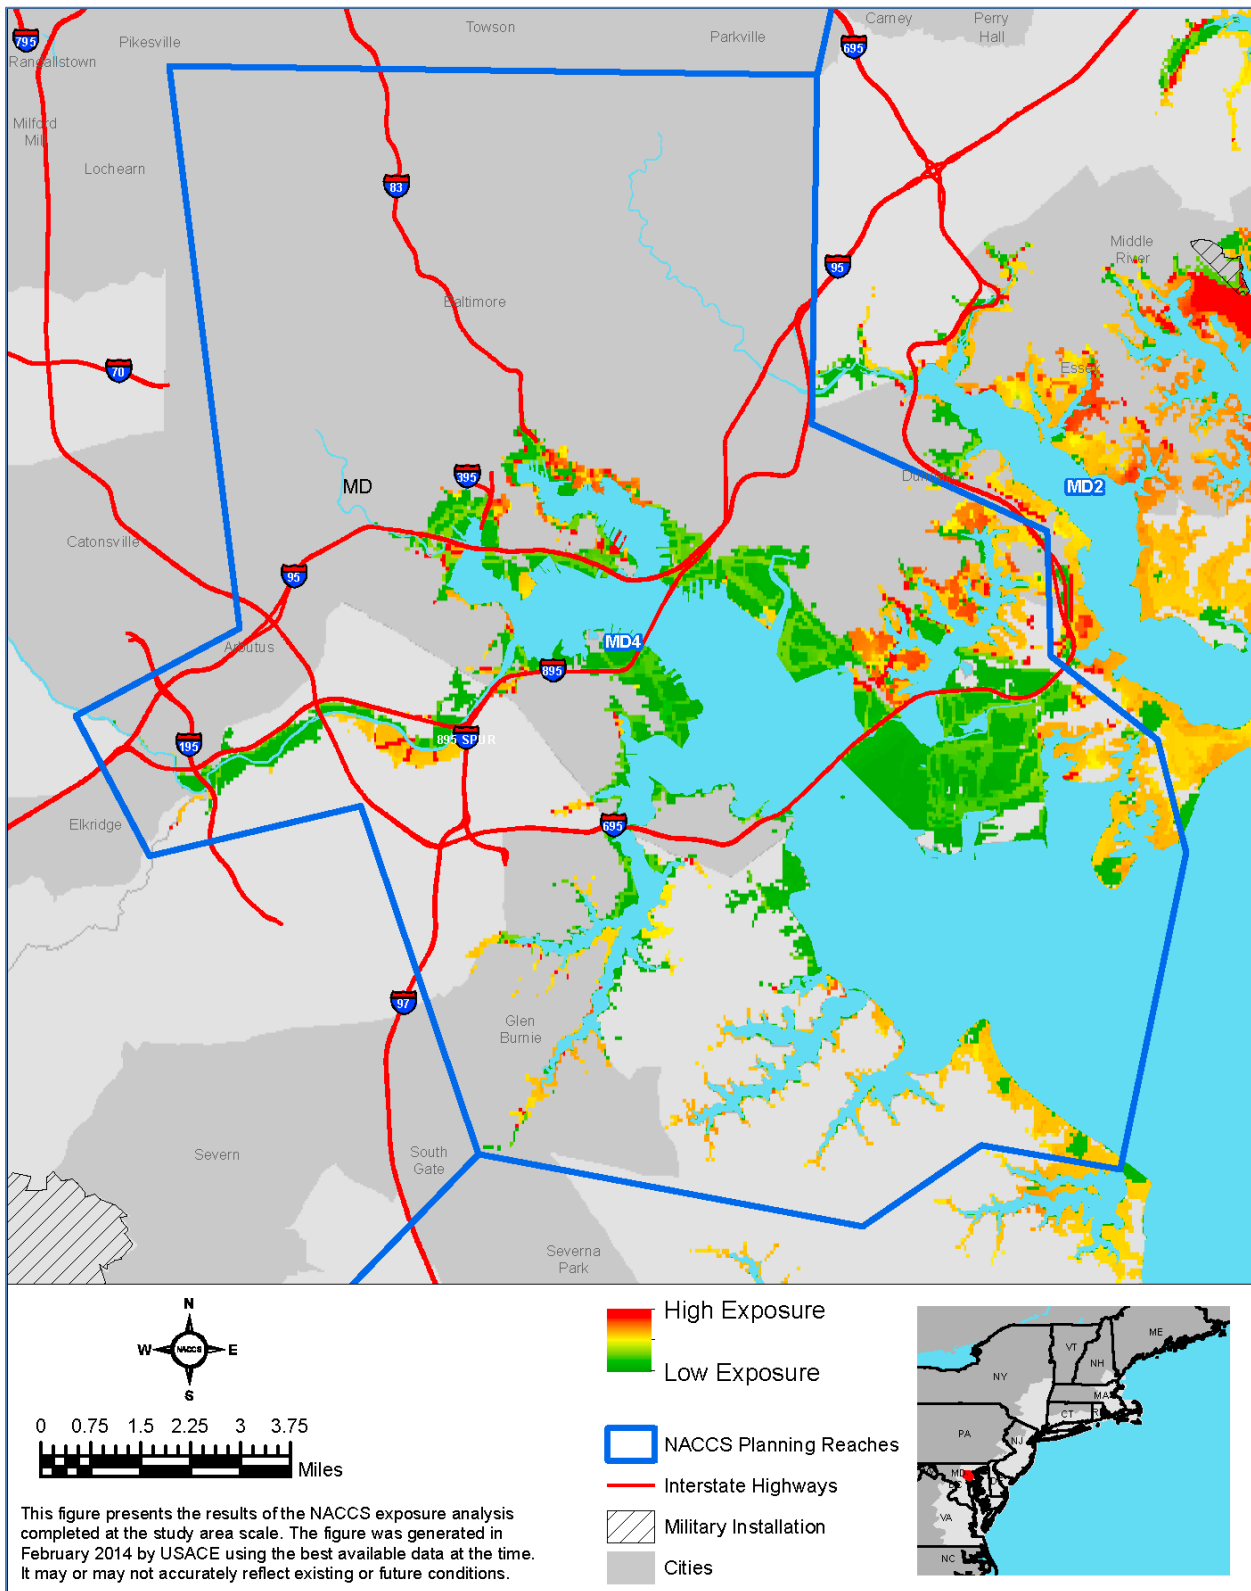 Carney
Perry
Hall
Towson
Parkville
Pikesville
795
695
Randallstown
Milford
Mill
Lochearn
83
Middle
River
95
Baltimore
70
Essex
395
MD
MD2
Catonsville
95
Arbutus
MD4
895
195
895 SPUR
Elkridge
695
97
Glen
Burnie
Severn
South
Gate
Severna
Park
N
W
NACCS
E
S
0 0.75 1.5 2.25 3 3.75
Miles
This figure presents the results of the NACCS exposure analysis
completed at the study area scale. The figure was generated in
February 2014 by USACE using the best available data at the time.
It may or may not accurately reflect existing or future conditions.
High Exposure
Low Exposure
NACCS Planning Reaches
Interstate Highways
Military Installation
Cities
ME
VT
NH
NY
MA
CT
PA
NJ
MD
VA
NC